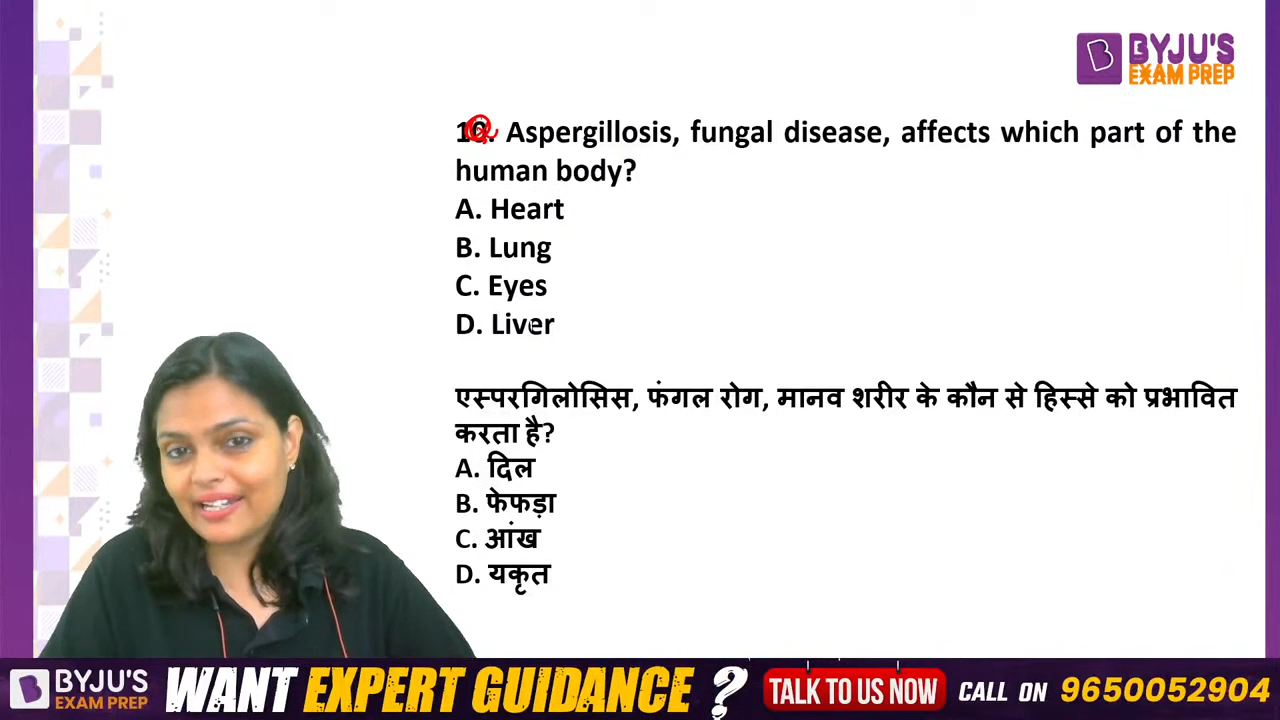 BYJU'S
EXAM PREP
Aspergillosis, fungal disease, affects which part of the
human body?
A. Heart
B. Lung
C. Eyes
D. Liver
एस्परगिलोसिस, फंगल रोग, मानव शरीर के कौन से हिस्से को प्रभावित
करता है?
A. दिल
B. फेफड़ा
C. आंख
D. यकृत
BYJU'S
EXAM PREP
WANT EXPERT GUIDANCE ? TALK TO US NOW CALL ON 9650052904